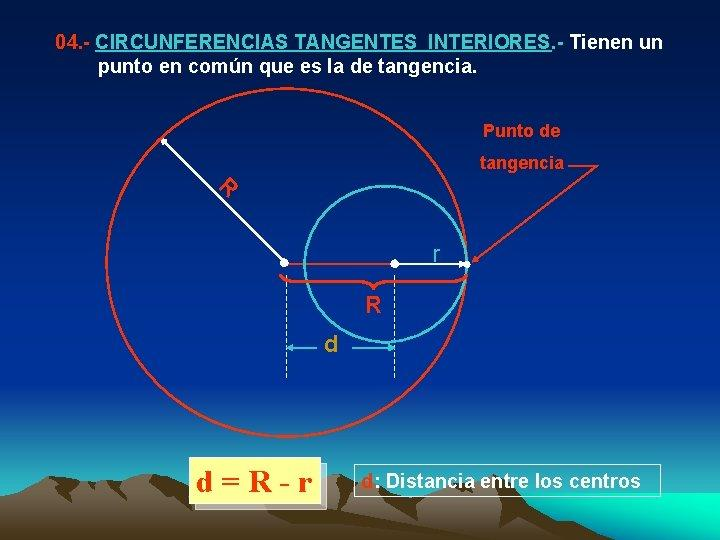 04. - CIRCUNFERENCIAS TANGENTES INTERIORES. - Tienen un
punto en común que es la de tangencia.
Punto de
tangencia
R
r
R
d
d = R - r
d: Distancia entre los centros